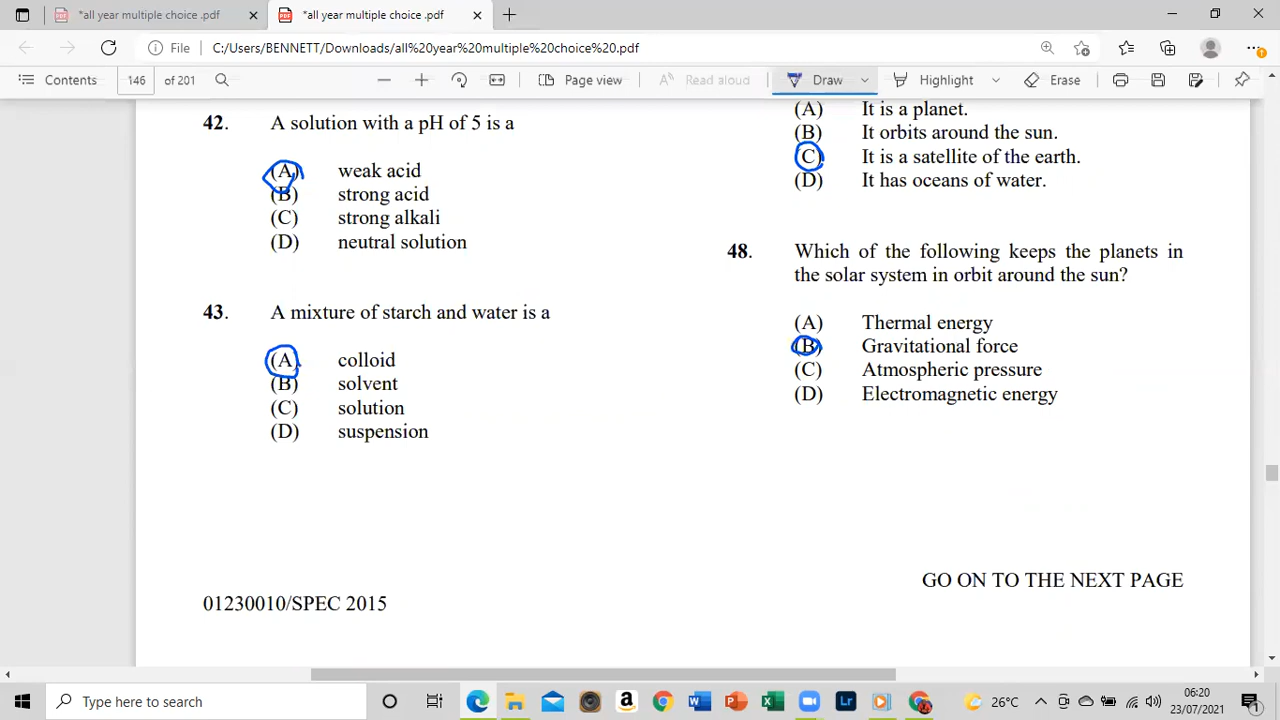 *all year multiple choice .pdf
*all year multiple choice .pdf
File
C:/Users/BENNETT/Downloads/all%20year%20multiple%20choice%20.pdf
Contents
146 of 201
Page view
Read aloud
Draw
Highlight
Erase
42. A solution with a pH of 5 is a
(A) weak acid
(B) strong acid
(C) strong alkali
(D) neutral solution
43. A mixture of starch and water is a
(A) colloid
(B) solvent
(C) solution
(D) suspension
01230010/SPEC 2015
(A) It is a planet.
(B) It orbits around the sun.
(C) It is a satellite of the earth.
(D) It has oceans of water.
48. Which of the following keeps the planets in
the solar system in orbit around the sun?
(A) Thermal energy
(B) Gravitational force
(C) Atmospheric pressure
(D) Electromagnetic energy
GO ON TO THE NEXT PAGE
Type here to search
26°C
06:20
23/07/2021